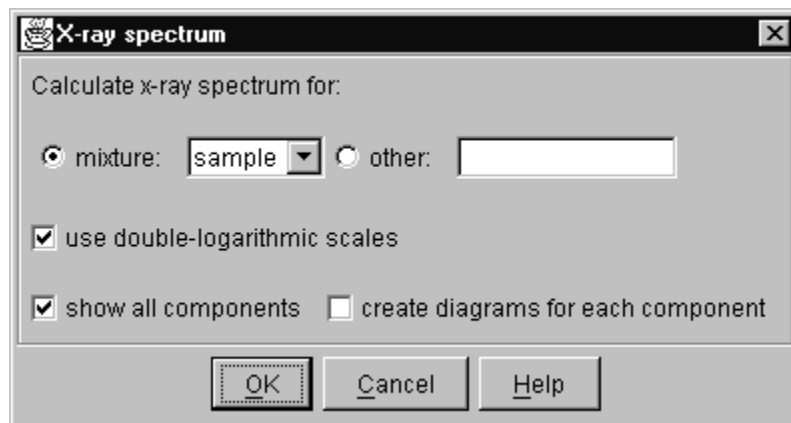 X-ray spectrum
Calculate x-ray spectrum for:
mixture: sample other:
use double-logarithmic scales
show all components create diagrams for each component
OK Cancel Help